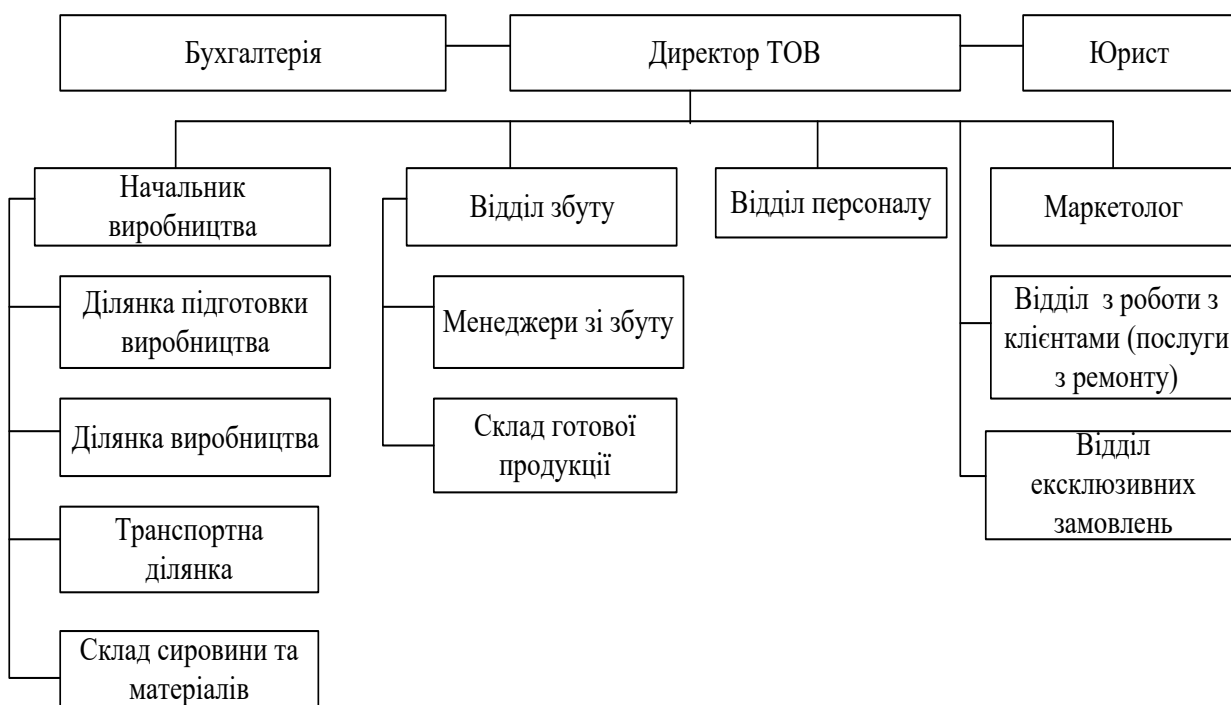 Бухгалтерія
Директор ТОВ
Юрист
Начальник
виробництва
Відділ збуту
Відділ персоналу
Маркетолог
Ділянка підготовки
виробництва
Менеджери зі збуту
Відділ з роботи з
клієнтами (послуги
з ремонту)
Ділянка виробництва
Склад готової
продукції
Відділ
ексклюзивних
замовлень
Транспортна
ділянка
Склад сировини та
матеріалів